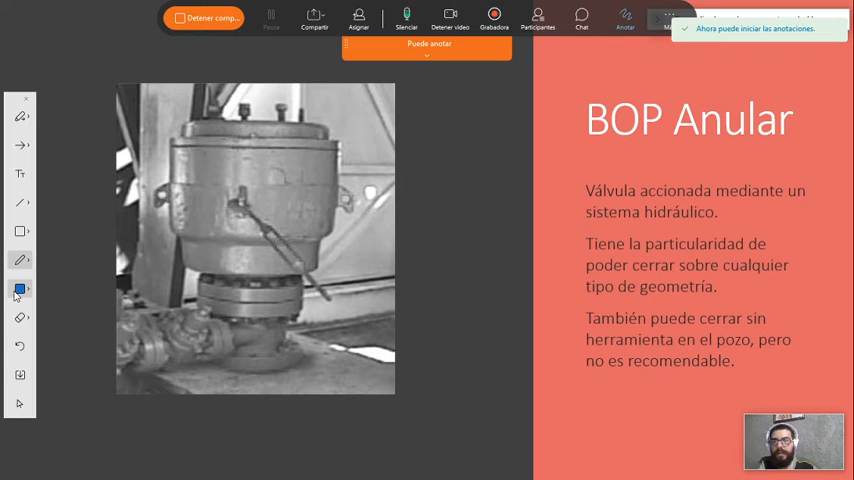 Detener comp...
Pausa
Compartir
Asignar
Silenciar
Detener vídeo
Grabadora
Participantes
Chat
Anotar
Ahora puede iniciar las anotaciones.
Puede anotar
TT
BOP Anular
Válvula accionada mediante un
sistema hidráulico.
Tiene la particularidad de
poder cerrar sobre cualquier
tipo de geometría.
También puede cerrar sin
herramienta en el pozo, pero
no es recomendable.